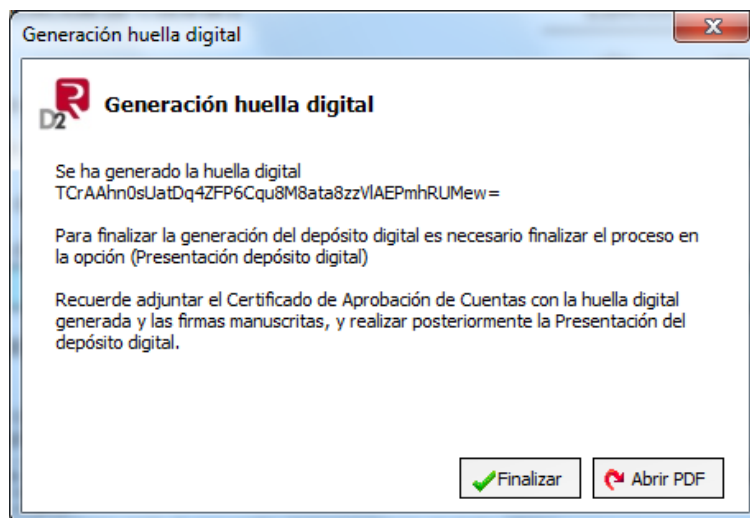 Generación huella digital
X
D2R
Generación huella digital
Se ha generado la huella digital
TCrAAhn0sUatDq4ZFP6Cqu8M8ata8zzVlAEPmhRUMew=
Para finalizar la generación del depósito digital es necesario finalizar el proceso en
la opción (Presentación depósito digital)
Recuerde adjuntar el Certificado de Aprobación de Cuentas con la huella digital
generada y las firmas manuscritas, y realizar posteriormente la Presentación del
depósito digital.
Finalizar
Abrir PDF